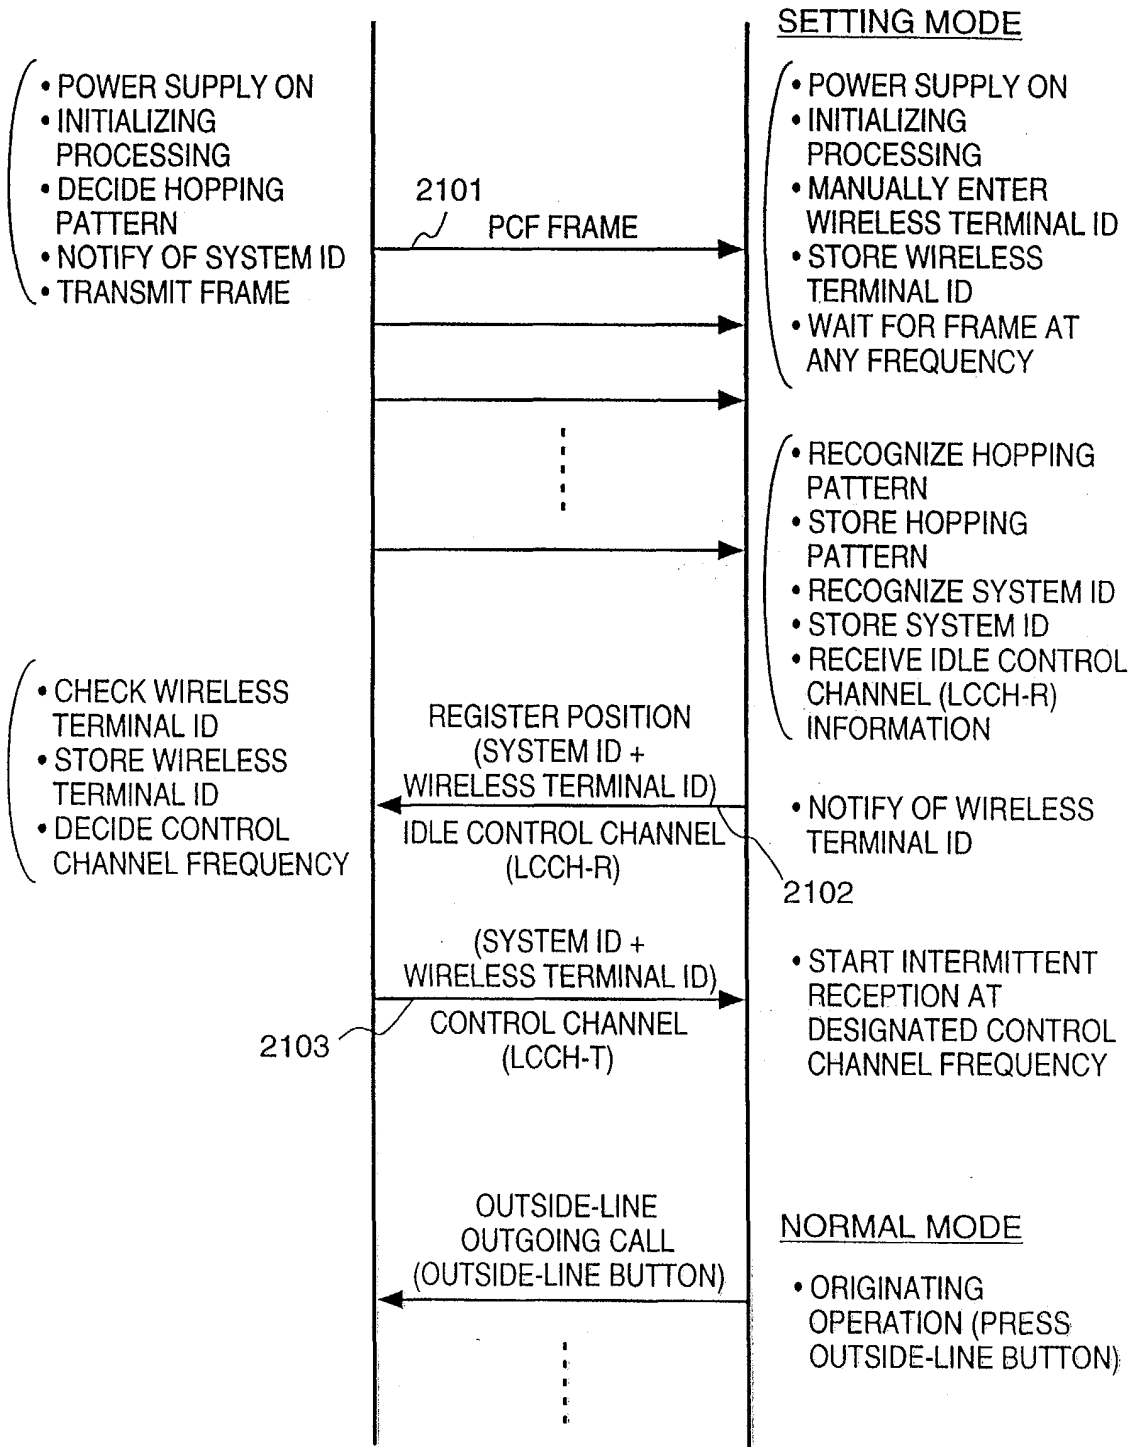 SETTING MODE
• POWER SUPPLY ON
• INITIALIZING
PROCESSING
• DECIDE HOPPING
PATTERN
• NOTIFY OF SYSTEM ID
• TRANSMIT FRAME
2101
PCF FRAME
• POWER SUPPLY ON
• INITIALIZING
PROCESSING
• MANUALLY ENTER
WIRELESS TERMINAL ID
• STORE WIRELESS
TERMINAL ID
• WAIT FOR FRAME AT
ANY FREQUENCY
• RECOGNIZE HOPPING
PATTERN
• STORE HOPPING
PATTERN
• RECOGNIZE SYSTEM ID
• STORE SYSTEM ID
• RECEIVE IDLE CONTROL
CHANNEL (LCCH-R)
INFORMATION
• CHECK WIRELESS
TERMINAL ID
• STORE WIRELESS
TERMINAL ID
• DECIDE CONTROL
CHANNEL FREQUENCY
REGISTER POSITION
(SYSTEM ID +
WIRELESS TERMINAL ID)
IDLE CONTROL CHANNEL
(LCCH-R)
• NOTIFY OF WIRELESS
TERMINAL ID
2102
(SYSTEM ID +
WIRELESS TERMINAL ID)
2103
CONTROL CHANNEL
(LCCH-T)
• START INTERMITTENT
RECEPTION AT
DESIGNATED CONTROL
CHANNEL FREQUENCY
OUTSIDE-LINE
OUTGOING CALL
(OUTSIDE-LINE BUTTON)
NORMAL MODE
• ORIGINATING
OPERATION (PRESS
OUTSIDE-LINE BUTTON)